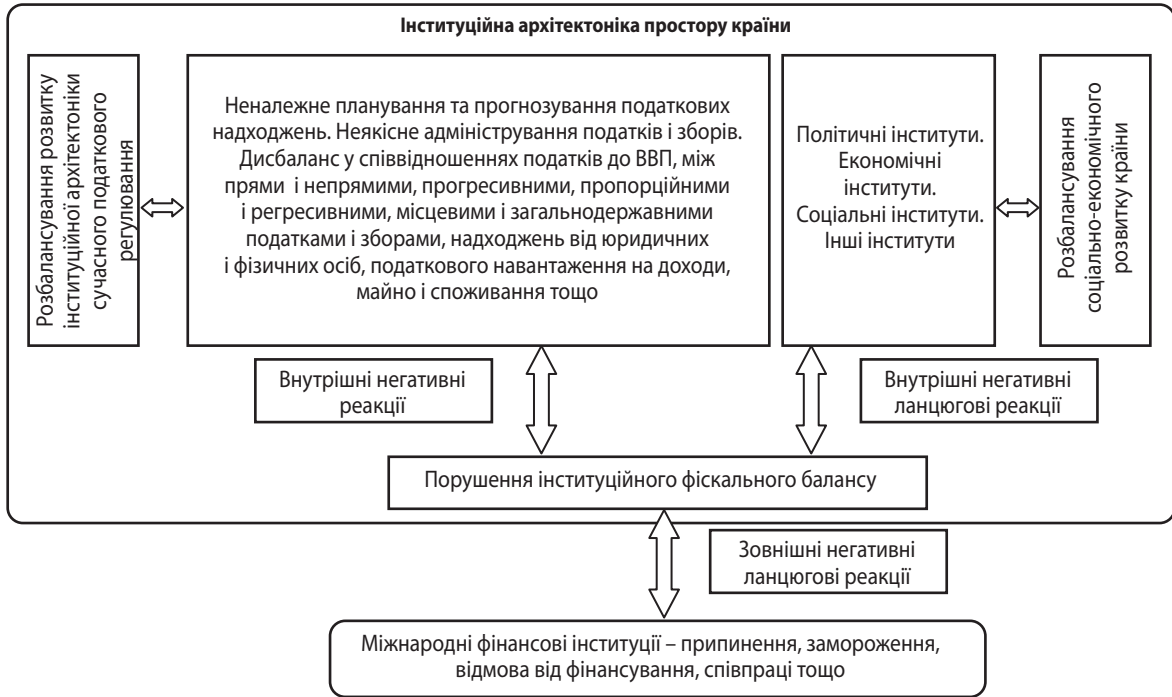 Інституційна архітектоніка простору країни
Розбалансування розвитку
інституційної архітектоніки
сучасного податкового
регулювання
Неналежне планування та прогнозування податкових
надходжень. Неякісне адміністрування податків і зборів.
Дисбаланс у співвідношеннях податків до ВВП, між
прями і непрямими, прогресивними, пропорційними
і регресивними, місцевими і загальнодержавними
податками і зборами, надходжень від юридичних
і фізичних осіб, податкового навантаження на доходи,
майно і споживання тощо
Політичні інститути.
Економічні
інститути.
Соціальні інститути.
Інші інститути
Розбалансування
соціально-економічного
розвитку країни
Внутрішні негативні
реакції
Внутрішні негативні
ланцюгові реакції
Порушення інституційного фіскального балансу
Зовнішні негативні
ланцюгові реакції
Міжнародні фінансові інституції – припинення, замороження,
відмова від фінансування, співпраці тощо